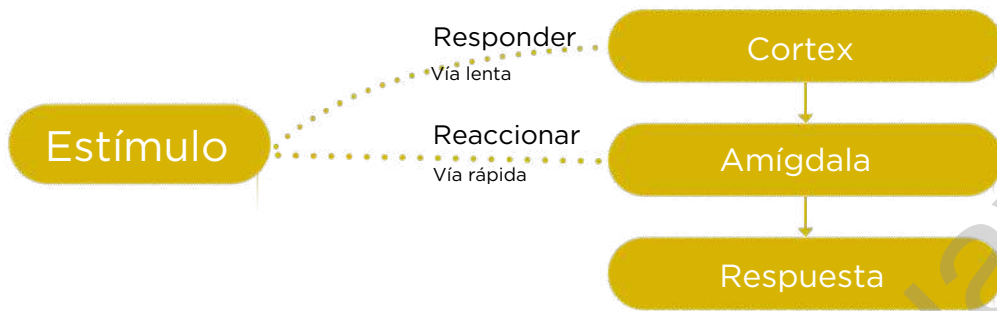 Responder
Cortex
Vía lenta
Estímulo
Reaccionar
Amígdala
Vía rápida
Respuesta